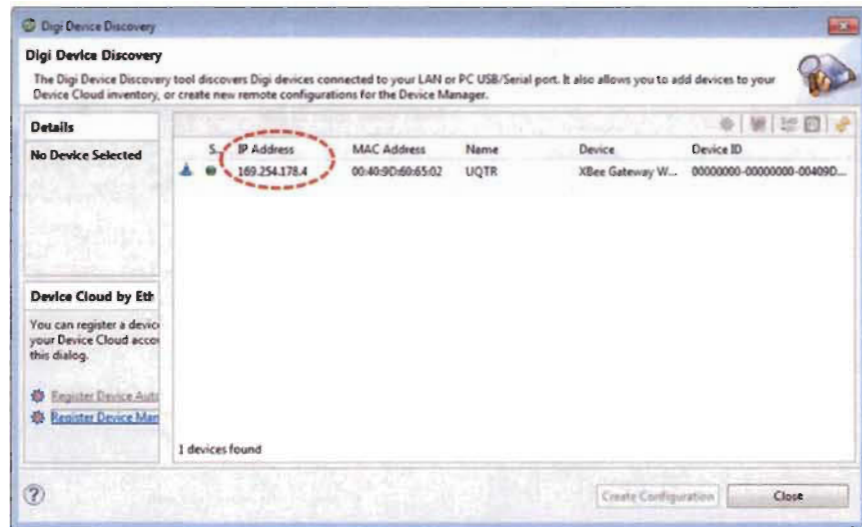 Digi Device Discovery
Digi Device Discovery
The Digi Device Discovery tool discovers Digi devices connected to your LAN or PC USB/Serial port. It also allows you to add devices to your
Device Cloud inventory, or create new remote configurations for the Device Manager.
Details
No Device Selected
S... IP Address MAC Address Name Device Device ID
169.254.178.4 00:40:9D:60:65:02 UQTR XBee Gateway W... 00000000-00000000-00409D...
Device Cloud by Eth
You can register a device
your Device Cloud accou
this dialog.
Register Device Auto
Register Device Man
1 devices found
Create Configuration Close